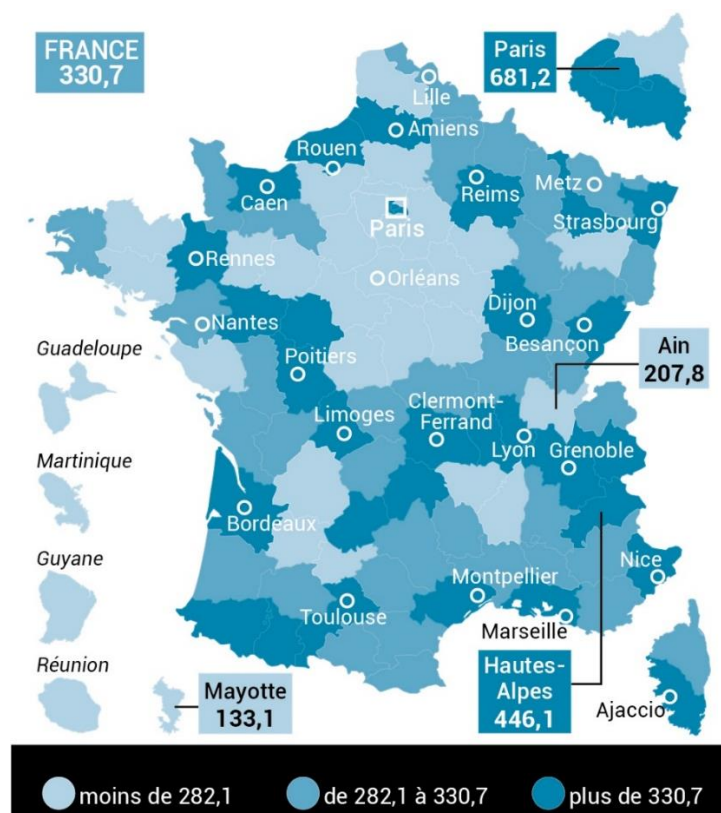 FRANCE
330,7
Paris
681,2
Lille
Amiens
Rouen
Caen
Reims
Metz
Strasbourg
Paris
Rennes
Orléans
Dijon
Besançon
Nantes
Guadeloupe
Ain
207,8
Poitiers
Limoges
Clermont-
Ferrand
Lyon
Grenoble
Martinique
Bordeaux
Guyane
Nice
Montpellier
Toulouse
Marseille
Réunion
Mayotte
133,1
Hautes-
Alpes
446,1
Ajaccio
moins de 282,1
de 282,1 à 330,7
plus de 330,7